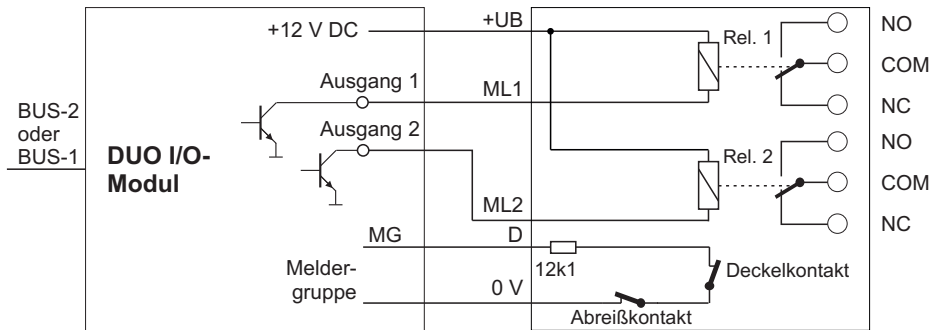 +12 V DC
+UB
Rel. 1
NO
COM
NC
Ausgang 1
ML1
BUS-2
oder
BUS-1
DUO I/O-
Modul
Ausgang 2
ML2
Rel. 2
NO
COM
NC
MG
D
12k1
Deckelkontakt
Melder-
gruppe
0 V
Abreißkontakt